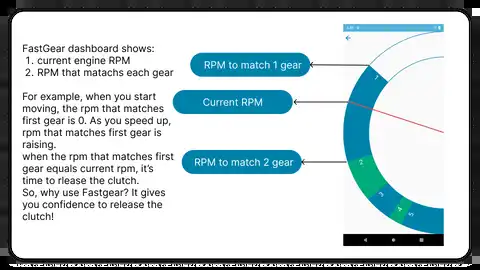 FastGear dashboard shows:
1. current engine RPM
2. RPM that matachs each gear
For example, when you start
moving, the rpm that matches
first gear is 0. As you speed up,
rpm that matches first gear is
raising.
when the rpm that matches first
gear equals current rpm, it's
time to rlease the clutch.
So, why use Fastgear? It gives
you confidence to release the
clutch!
RPM to match 1 gear
Current RPM
RPM to match 2 gear
1
2
3
4
5